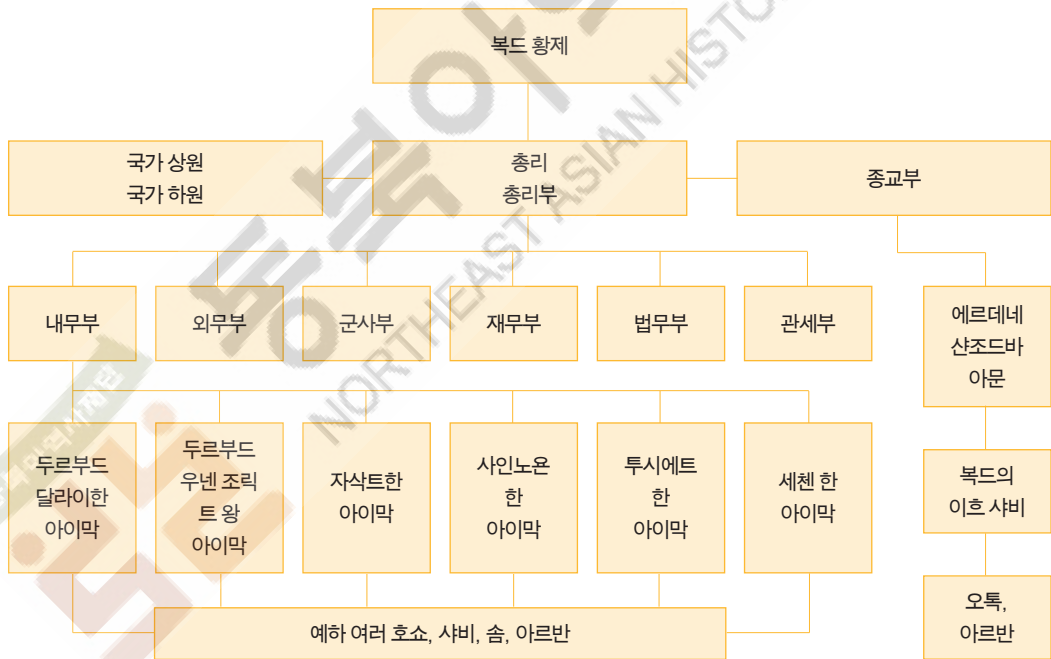 복드 황제
국가 상원
국가 하원
총리
총리부
종교부
내무부
외무부
군사부
재무부
법무부
관세부
에르데네
샨조드바
아문
두르부드
달라이한
아이막
두르부드
우넨 조릭
트 왕
아이막
자삭트한
아이막
사인노욘
한
아이막
투시에트
한
아이막
세첸 한
아이막
복드의
이흐 샤비
예하 여러 호쇼, 샤비, 솜, 아르반
오톡,
아르반
동북아
NORTHEAST ASIAN HISTO